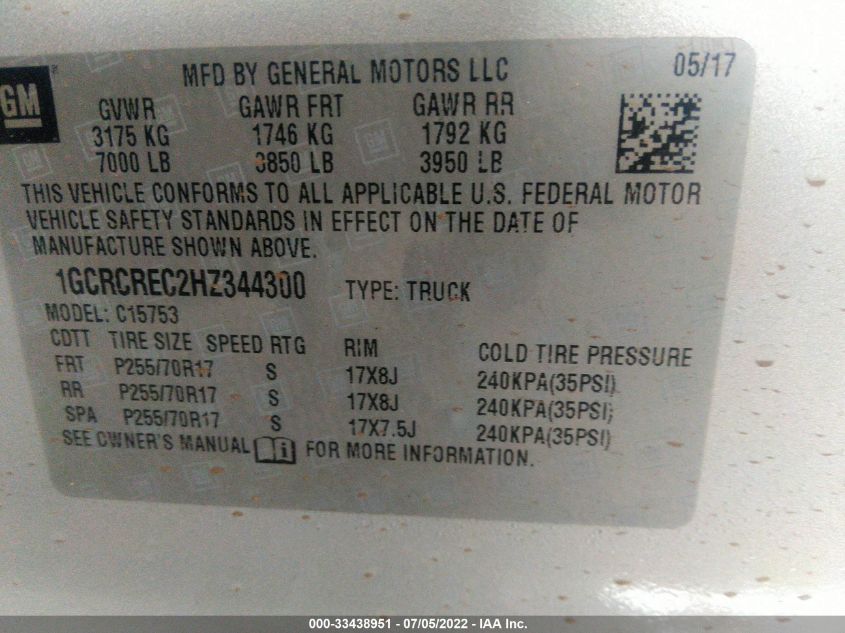 GM
MFD BY GENERAL MOTORS LLC 05/17
GVWR GAWR FRT GAWR RR
3175 KG 1746 KG 1792 KG
7000 LB 3850 LB 3950 LB
THIS VEHICLE CONFORMS TO ALL APPLICABLE U.S. FEDERAL MOTOR
VEHICLE SAFETY STANDARDS IN EFFECT ON THE DATE OF
MANUFACTURE SHOWN ABOVE.
1GCRCREC2HZ344300 TYPE: TRUCK
MODEL: C15753
CDTT TIRE SIZE SPEED RTG RIM COLD TIRE PRESSURE
FRT P255/70R17 S 17X8J 240KPA(35PSI)
RR P255/70R17 S 17X8J 240KPA(35PSI)
SPA P255/70R17 S 17X7.5J 240KPA(35PSI)
SEE OWNER'S MANUAL FOR MORE INFORMATION.
000-33438951 - 07/05/2022 - IAA Inc.